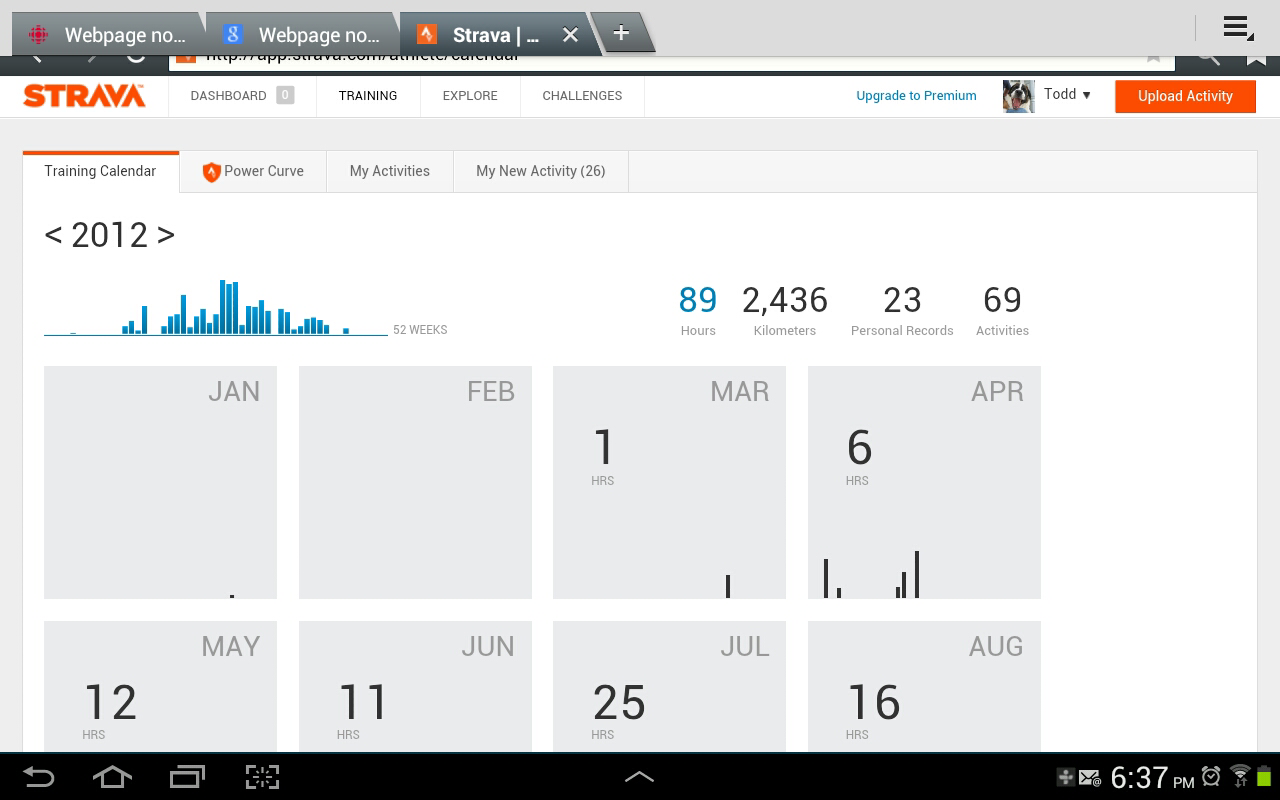 Webpage no... Webpage no... Strava | ... +
http://app.strava.com/athlete/calendar
STRAVA DASHBOARD 0 TRAINING EXPLORE CHALLENGES Upgrade to Premium Todd ▼ Upload Activity
Training Calendar Power Curve My Activities My New Activity (26)
< 2012 >
89 2,436 23 69
52 WEEKS Hours Kilometers Personal Records Activities
JAN FEB MAR APR
1 6
HRS HRS
MAY JUN JUL AUG
12 11 25 16
HRS HRS HRS HRS
6:37 PM